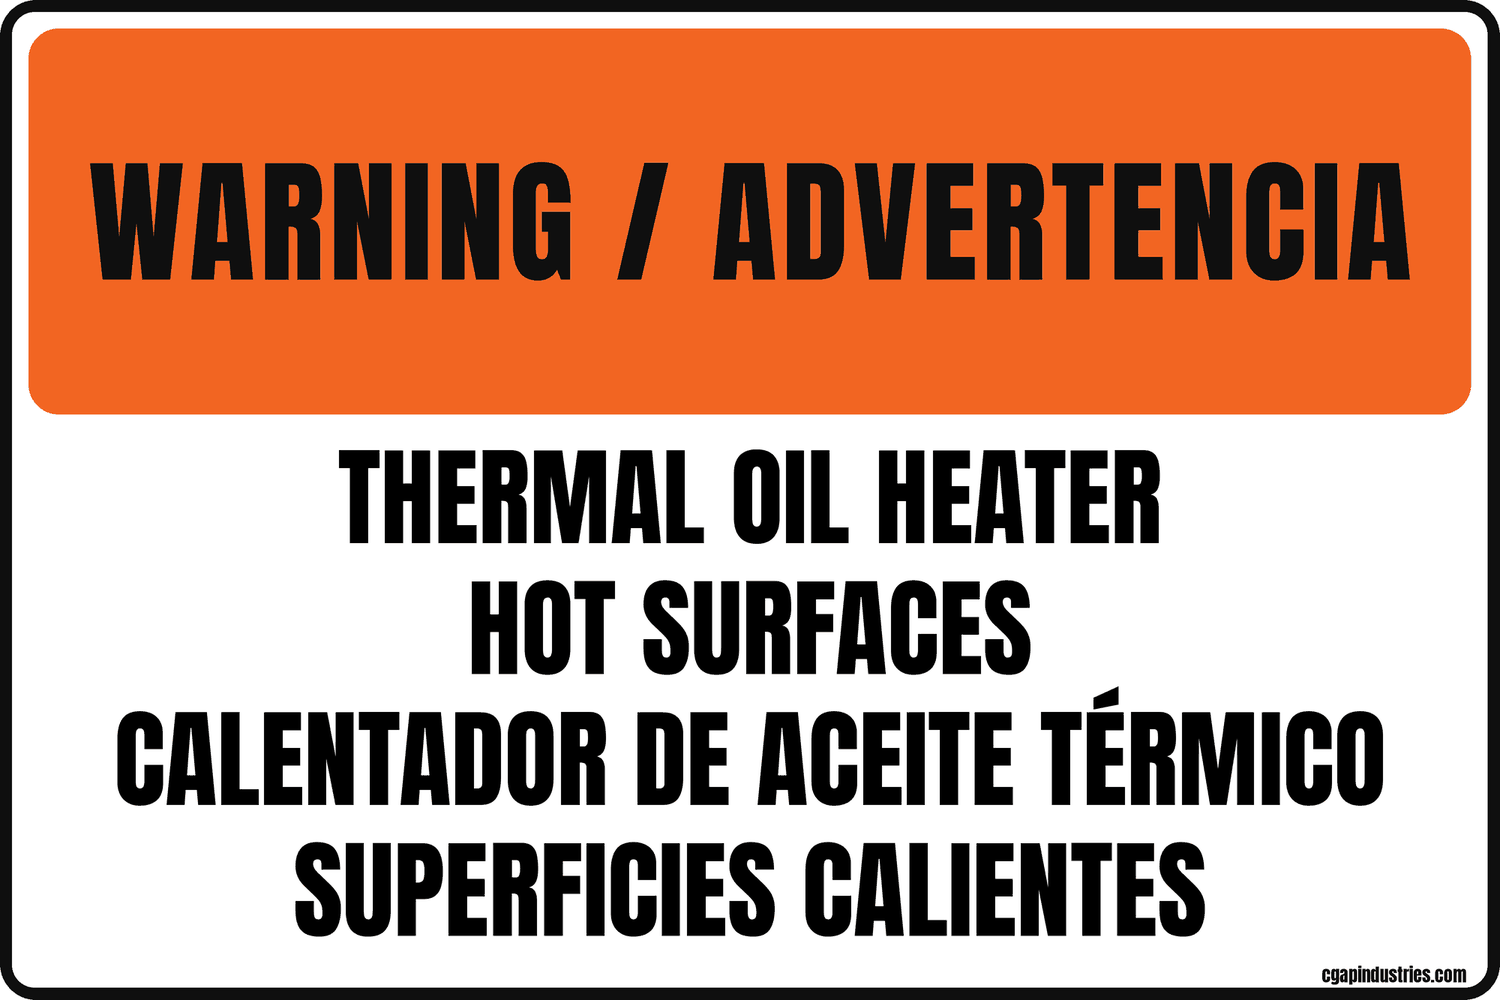 WARNING / ADVERTENCIA
THERMAL OIL HEATER
HOT SURFACES
CALENTADOR DE ACEITE TÉRMICO
SUPERFICIES CALIENTES
cgapindustries.com